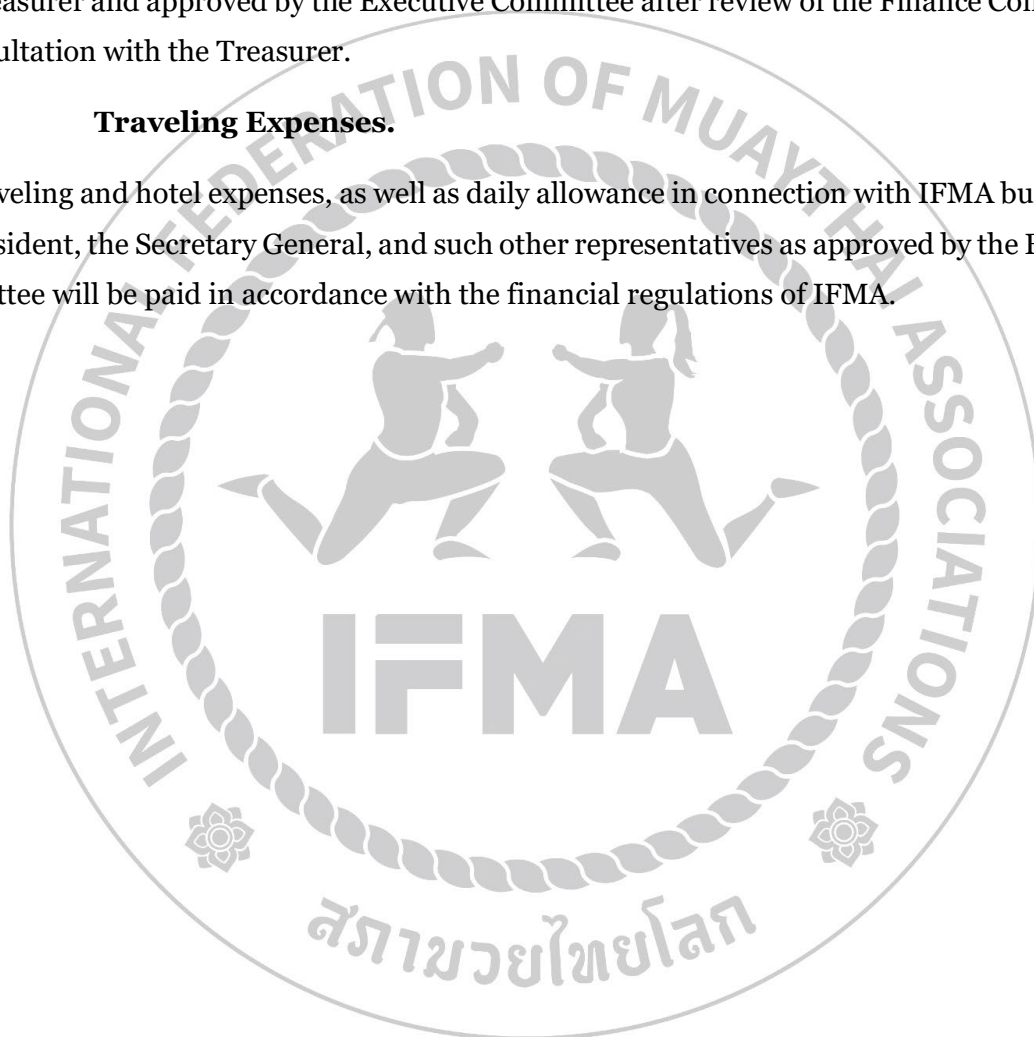 easurer and approved by the Executive Committee after review of the Finance Con
ultation with the Treasurer.
Traveling Expenses.
veling and hotel expenses, as well as daily allowance in connection with IFMA bu
sident, the Secretary General, and such other representatives as approved by the E
ttee will be paid in accordance with the financial regulations of IFMA.
INTERNATIONAL FEDERATION OF MUAYTHAI ASSOCIATIONS
IFMA
สภามวยไทยโลก